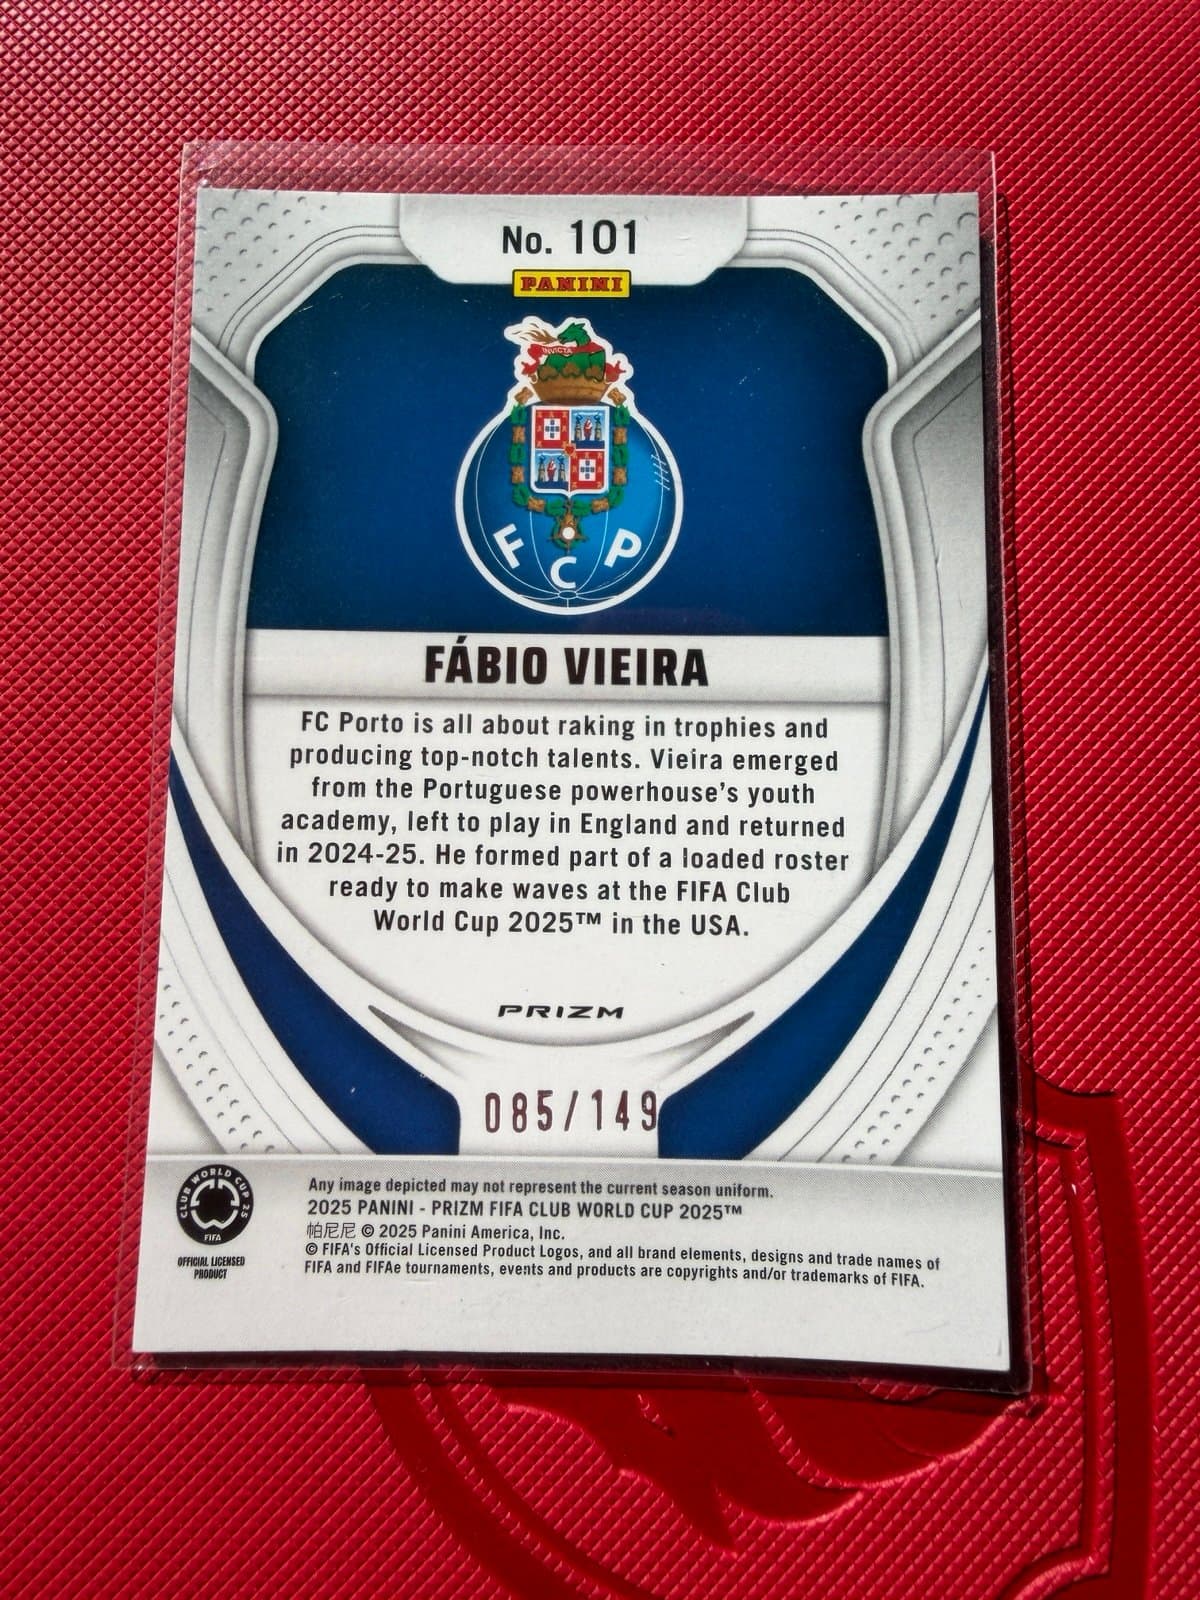 No. 101
PANINI
INVICTA
F C P
FÁBIO VIEIRA
FC Porto is all about raking in trophies and
producing top-notch talents. Vieira emerged
from the Portuguese powerhouse's youth
academy, left to play in England and returned
in 2024-25. He formed part of a loaded roster
ready to make waves at the FIFA Club
World Cup 2025™ in the USA.
PRIZM
085/149
CLUB WORLD CUP 25
FIFA
OFFICIAL LICENSED
PRODUCT
Any image depicted may not represent the current season uniform.
2025 PANINI - PRIZM FIFA CLUB WORLD CUP 2025™
帕尼尼 © 2025 Panini America, Inc.
© FIFA's Official Licensed Product Logos, and all brand elements, designs and trade names of
FIFA and FIFAe tournaments, events and products are copyrights and/or trademarks of FIFA.